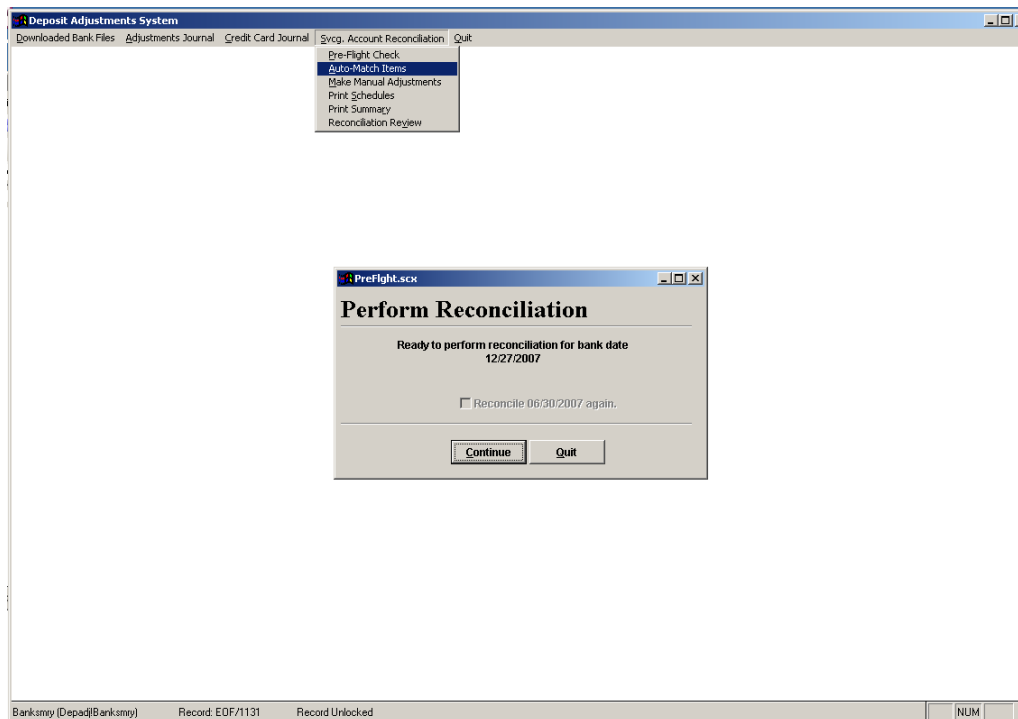 Deposit Adjustments System
Downloaded Bank Files Adjustments Journal Credit Card Journal Svcg. Account Reconciliation Quit
Pre-Flight Check
Auto-Match Items
Make Manual Adjustments
Print Schedules
Print Summary
Reconciliation Review
PreFlght.scx
Perform Reconciliation
Ready to perform reconciliation for bank date
12/27/2007
Reconcile 06/30/2007 again.
Continue Quit
Banksmry (Depadj!Banksmry) Record: EOF/1131 Record Unlocked NUM